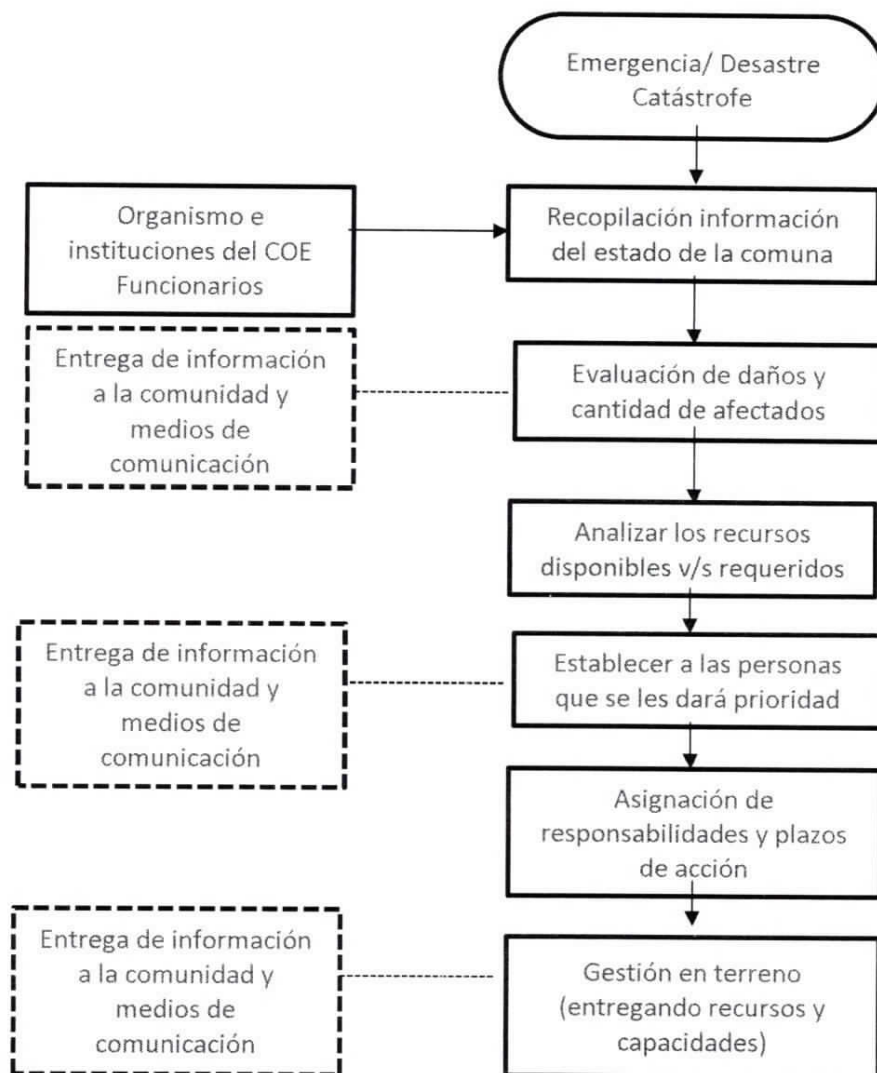 Emergencia/ Desastre
Catástrofe
Organismo e
instituciones del COE
Funcionarios
Recopilación información
del estado de la comuna
Entrega de información
a la comunidad y
medios de
comunicación
Evaluación de daños y
cantidad de afectados
Analizar los recursos
disponibles v/s requeridos
Entrega de información
a la comunidad y
medios de
comunicación
Establecer a las personas
que se les dará prioridad
Asignación de
responsabilidades y plazos
de acción
Entrega de información
a la comunidad y
medios de
comunicación
Gestión en terreno
(entregando recursos y
capacidades)